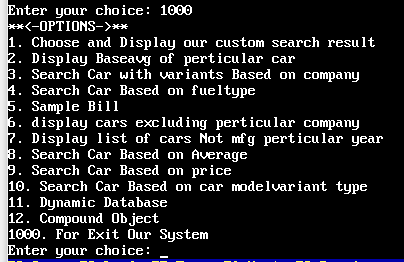 Enter your choice: 1000
**<-OPTIONS->**
1. Choose and Display our custom search result
2. Display Baseavg of perticular car
3. Search Car with variants Based on company
4. Search Car Based on fueltype
5. Sample Bill
6. display cars excluding perticular company
7. Display list of cars Not mfg perticular year
8. Search Car Based on Average
9. Search Car Based on price
10. Search Car Based on car modelvariant type
11. Dynamic Database
12. Compound Object
1000. For Exit Our System
Enter your choice: _